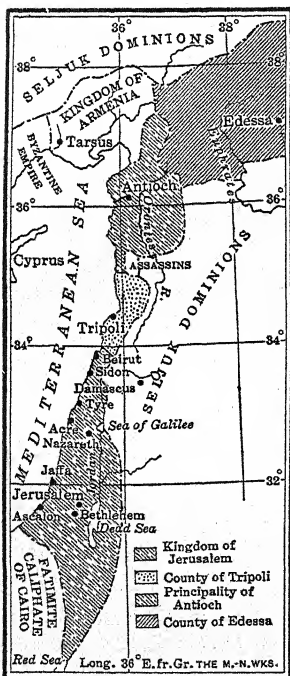 36°
38°
38°
SELJUK DOMINIONS
KINGDOM OF
ARMENIA
BYZANTINE
EMPIRE
Tarsus
Edessa
Euphrates
Antioch
Orontes R.
36°
36°
Cyprus
ASSASSINS
MEDITERRANEAN SEA
SELJUK DOMINIONS
Tripoli
34°
34°
Beirut
Sidon
Damascus
Tyre
Acre
Sea of Galilee
Nazareth
Jordan
Jaffa
32°
32°
Jerusalem
Ascalon
Bethlehem
Dead Sea
FATIMITE
CALIPHATE
OF CAIRO
Kingdom of
Jerusalem
County of Tripoli
Principality of
Antioch
County of Edessa
Red Sea
Long. 36°E.fr.Gr. THE M.-N.WKS.